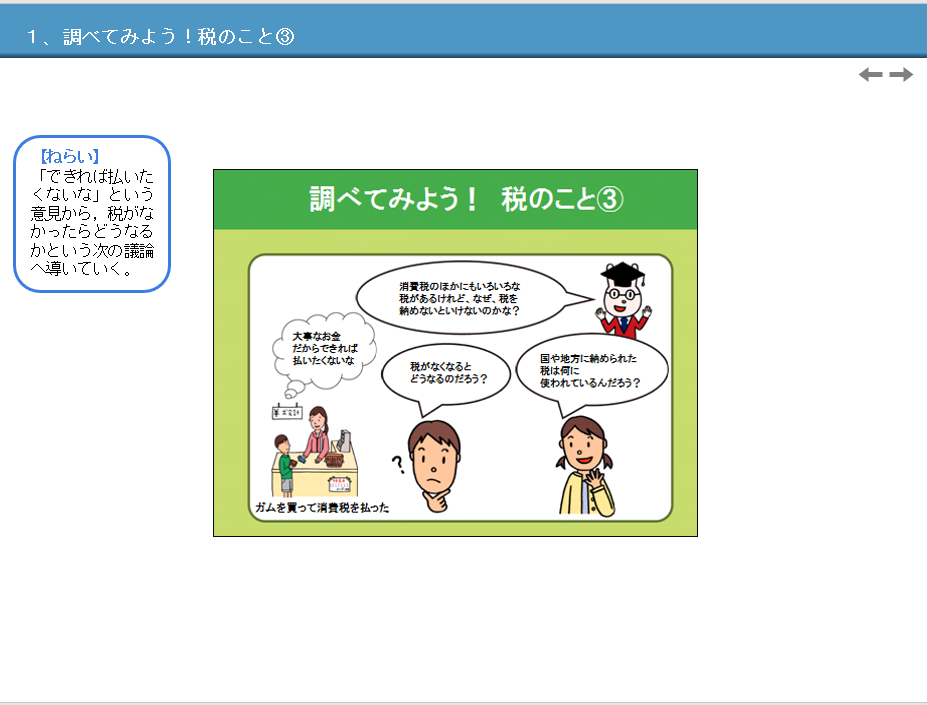 １、調べてみよう！税のこと③
【ねらい】
「できれば払いた
くないな」という
意見から，税がな
かったらどうなる
かという次の議論
へ導いていく。
調べてみよう！　税のこと③
消費税のほかにもいろいろな
税があるけれど、なぜ、税を
納めないといけないのかな？
大事なお金
だからできれば
払いたくないな
税がなくなると
どうなるのだろう？
国や地方に納められた
税は何に
使われているんだろう？
?
ガムを買って消費税を払った